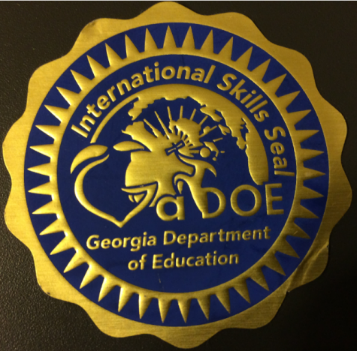 International Skills Seal
GaDOE
Georgia Department
of Education